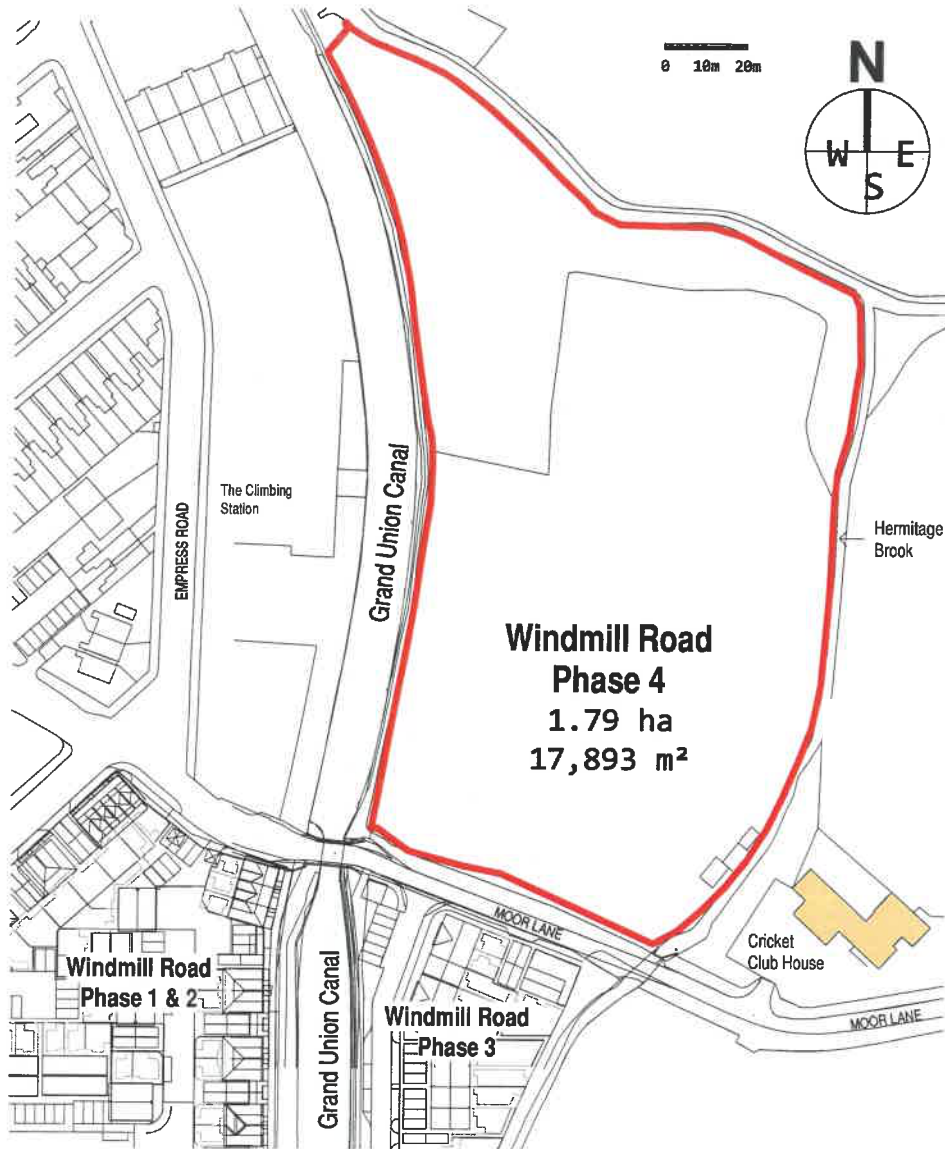 0 10m 20m
N
W E
S
The Climbing
Station
EMPRESS ROAD
Grand Union Canal
Hermitage
Brook
Windmill Road
Phase 4
1.79 ha
17,893 m²
MOOR LANE
Cricket
Club House
MOOR LANE
Windmill Road
Phase 1 & 2
Grand Union Canal
Windmill Road
Phase 3